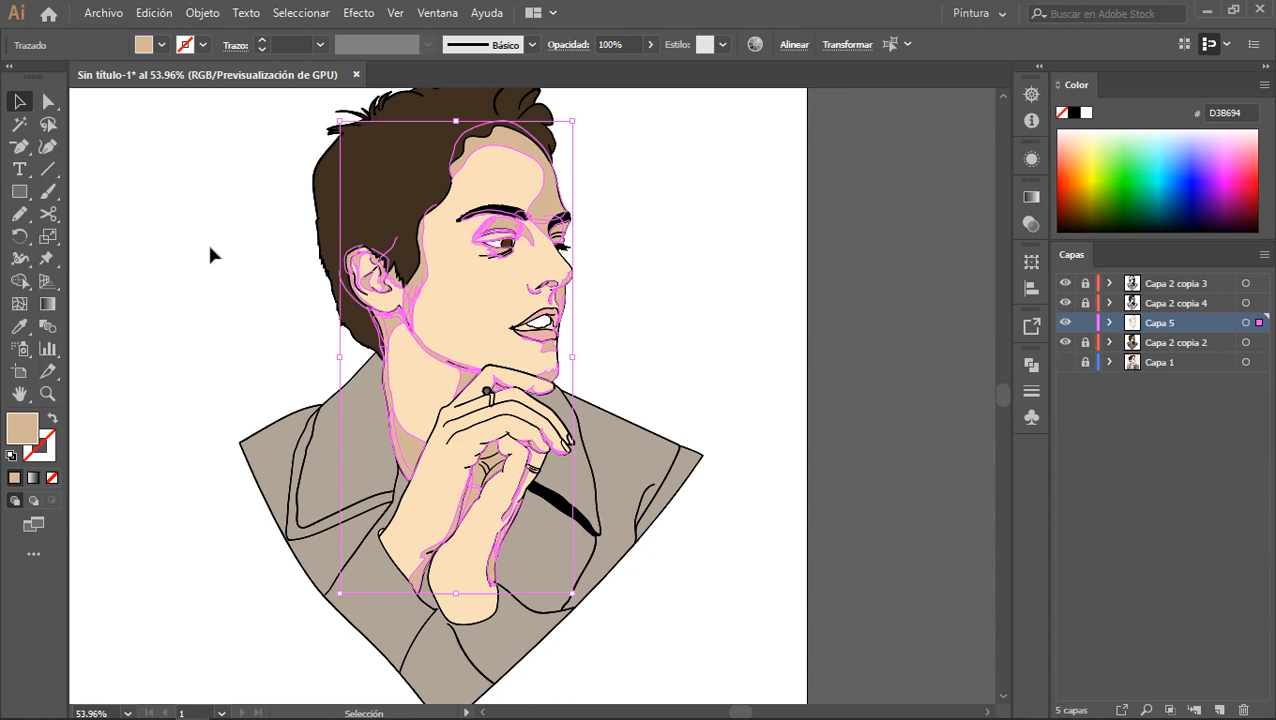 Ai Archivo Edición Objeto Texto Seleccionar Efecto Ver Ventana Ayuda Pintura Buscar en Adobe Stock
Trazado Trazo: Básico Opacidad: 100% Estilo: Alinear Transformar
Sin título-1* al 53.96% (RGB/Previsualización de GPU) ×
Color
# D3B694
Capas
Capa 2 copia 3
Capa 2 copia 4
Capa 5
Capa 2 copia 2
Capa 1
53.96% 1 Selección 5 capas